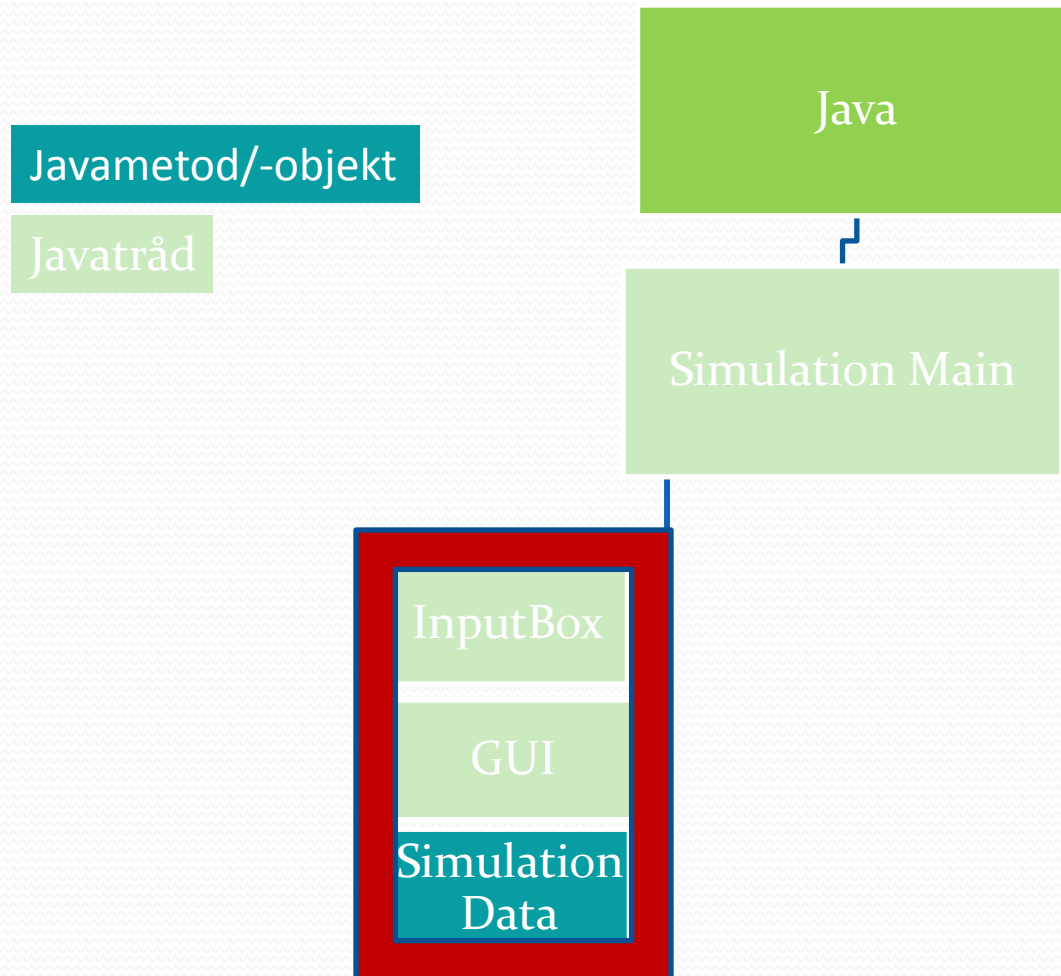 Java
Javametod/-objekt
Javatråd
Simulation Main
InputBox
GUI
Simulation
Data